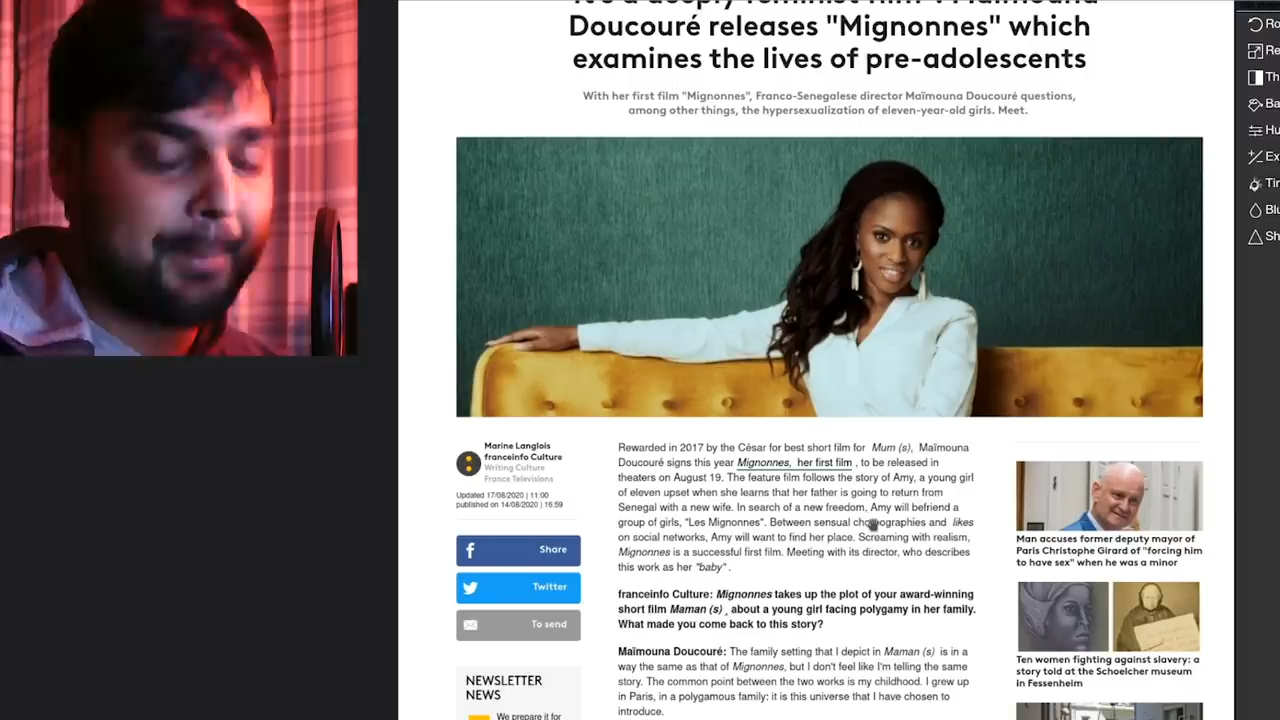 It's a deeply feminist film": Maïmouna
Doucouré releases "Mignonnes" which
examines the lives of pre-adolescents
With her first film "Mignonnes", Franco-Senegalese director Maïmouna Doucouré questions,
among other things, the hypersexualization of eleven-year-old girls. Meet.
Marine Langlois
franceinfo Culture
Writing Culture
France Televisions
Updated 17/08/2020 | 11:00
published on 14/08/2020 | 16:59
Share
Twitter
To send
NEWSLETTER
NEWS
We prepare it for
Rewarded in 2017 by the César for best short film for Mum (s), Maïmouna
Doucouré signs this year Mignonnes, her first film , to be released in
theaters on August 19. The feature film follows the story of Amy, a young girl
of eleven upset when she learns that her father is going to return from
Senegal with a new wife. In search of a new freedom, Amy will befriend a
group of girls, "Les Mignonnes". Between sensual choreographies and likes
on social networks, Amy will want to find her place. Screaming with realism,
Mignonnes is a successful first film. Meeting with its director, who describes
this work as her "baby" .
franceinfo Culture: Mignonnes takes up the plot of your award-winning
short film Maman (s) , about a young girl facing polygamy in her family.
What made you come back to this story?
Maïmouna Doucouré: The family setting that I depict in Maman (s) is in a
way the same as that of Mignonnes, but I don't feel like I'm telling the same
story. The common point between the two works is my childhood. I grew up
in Paris, in a polygamous family; it is this universe that I have chosen to
introduce.
Man accuses former deputy mayor of
Paris Christophe Girard of "forcing him
to have sex" when he was a minor
Ten women fighting against slavery: a
story told at the Schoelcher museum
in Fessenheim
Ro
Re
Th
Ba
Hu
Ex
Tin
Blu
Sh